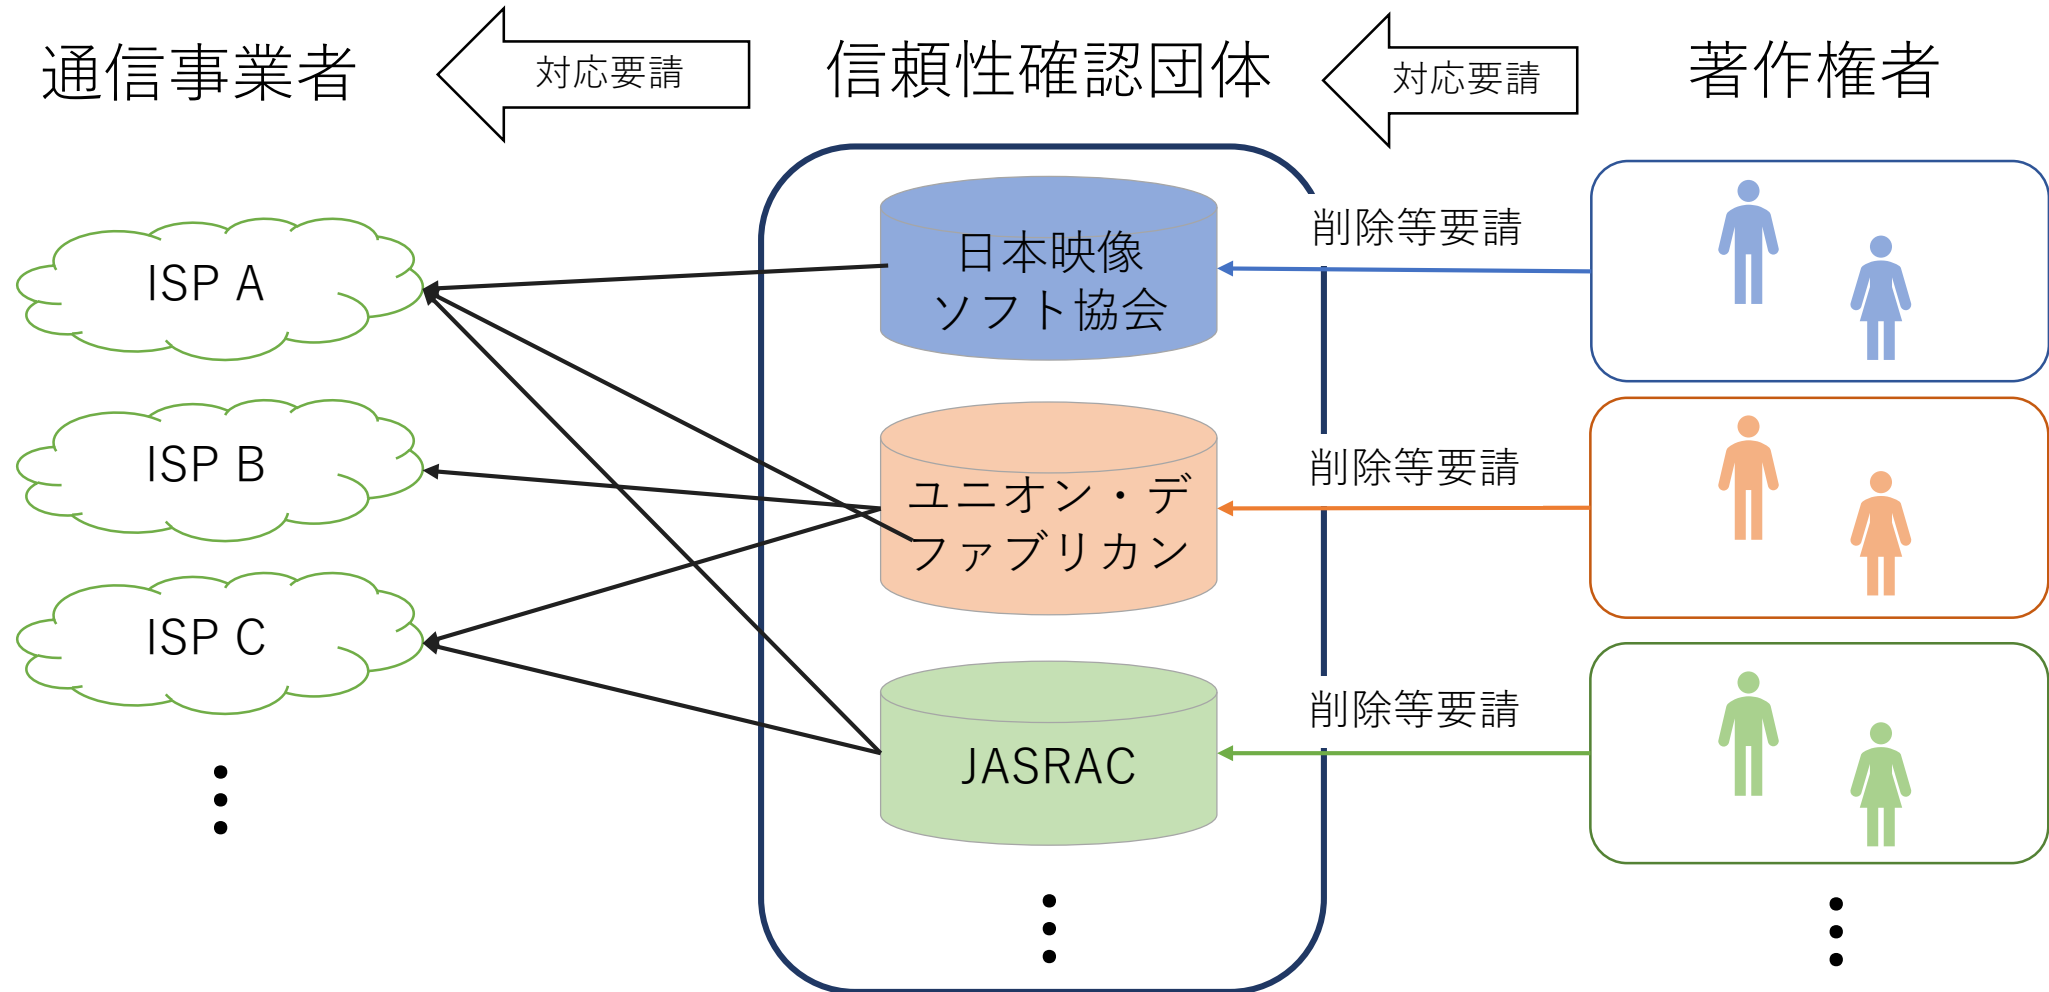 通信事業者
対応要請
信頼性確認団体
対応要請
著作権者
ISP A
日本映像
ソフト協会
削除等要請
ISP B
ユニオン・デ
ファブリカン
削除等要請
ISP C
JASRAC
削除等要請